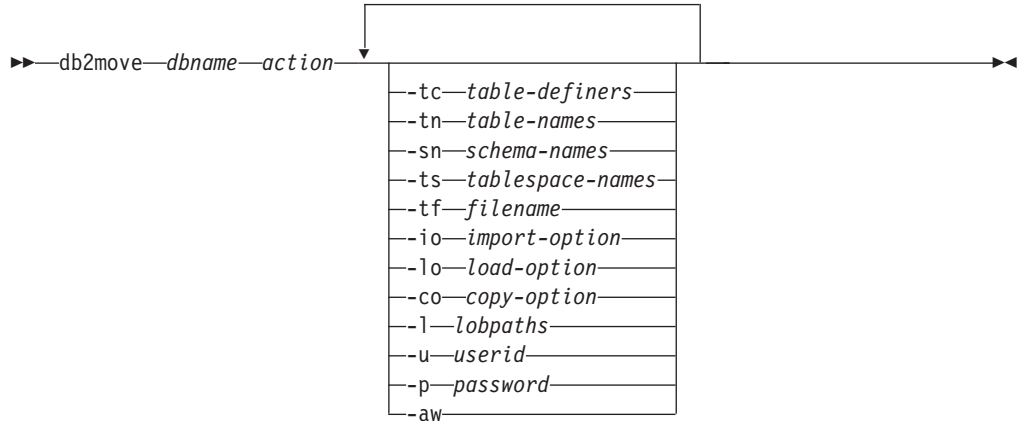 db2move dbname action
-tc table-definers
-tn table-names
-sn schema-names
-ts tablespace-names
-tf filename
-io import-option
-lo load-option
-co copy-option
-l lobpaths
-u userid
-p password
-aw